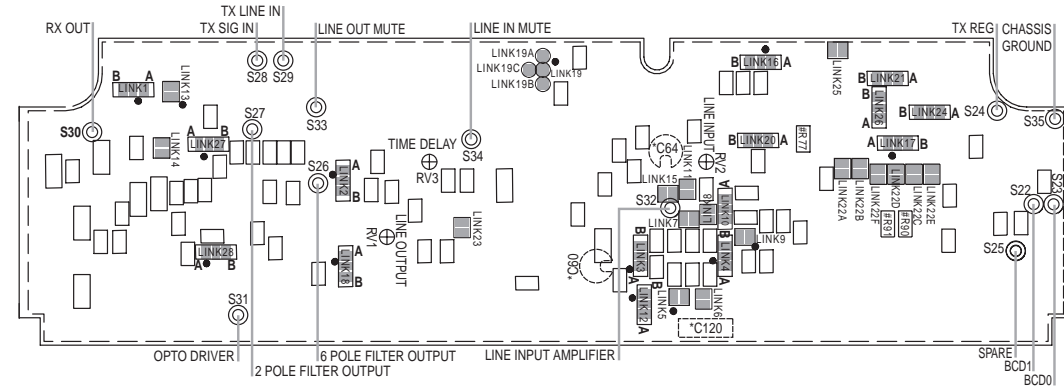 TX LINE IN
RX OUT
TX SIG IN
LINE OUT MUTE
LINE IN MUTE
TX REG
CHASSIS
GROUND
S28
S29
LINK19A
LINK19C
LINK19
LINK19B
B
LINK16
A
LINK25
B
LINK21
A
B
A
LINK1
LINK13
B
LINK26
A
B
LINK24
A
S24
S35
S33
S27
S30
A
B
LINK27
LINK14
TIME DELAY
RV3
S34
LINE INPUT
RV2
*C64
B
LINK20
A
#R77
A
LINK17
B
S26
A
LINK2
B
LINK15
LINK11
S32
LINK7
LINK8
A
LINK10
B
LINK9
LINK22A
LINK22B
LINK22F
LINK22D
LINK22C
LINK22E
#R91
#R90
S22
S23
S25
RV1
LINE OUTPUT
LINK23
LINK28
A
B
A
LINK18
B
*C60
B
LINK3
A
B
LINK4
A
B
LINK12
A
LINK5
LINK6
*C120
S31
OPTO DRIVER
6 POLE FILTER OUTPUT
2 POLE FILTER OUTPUT
LINE INPUT AMPLIFIER
SPARE
BCD1
BCD0